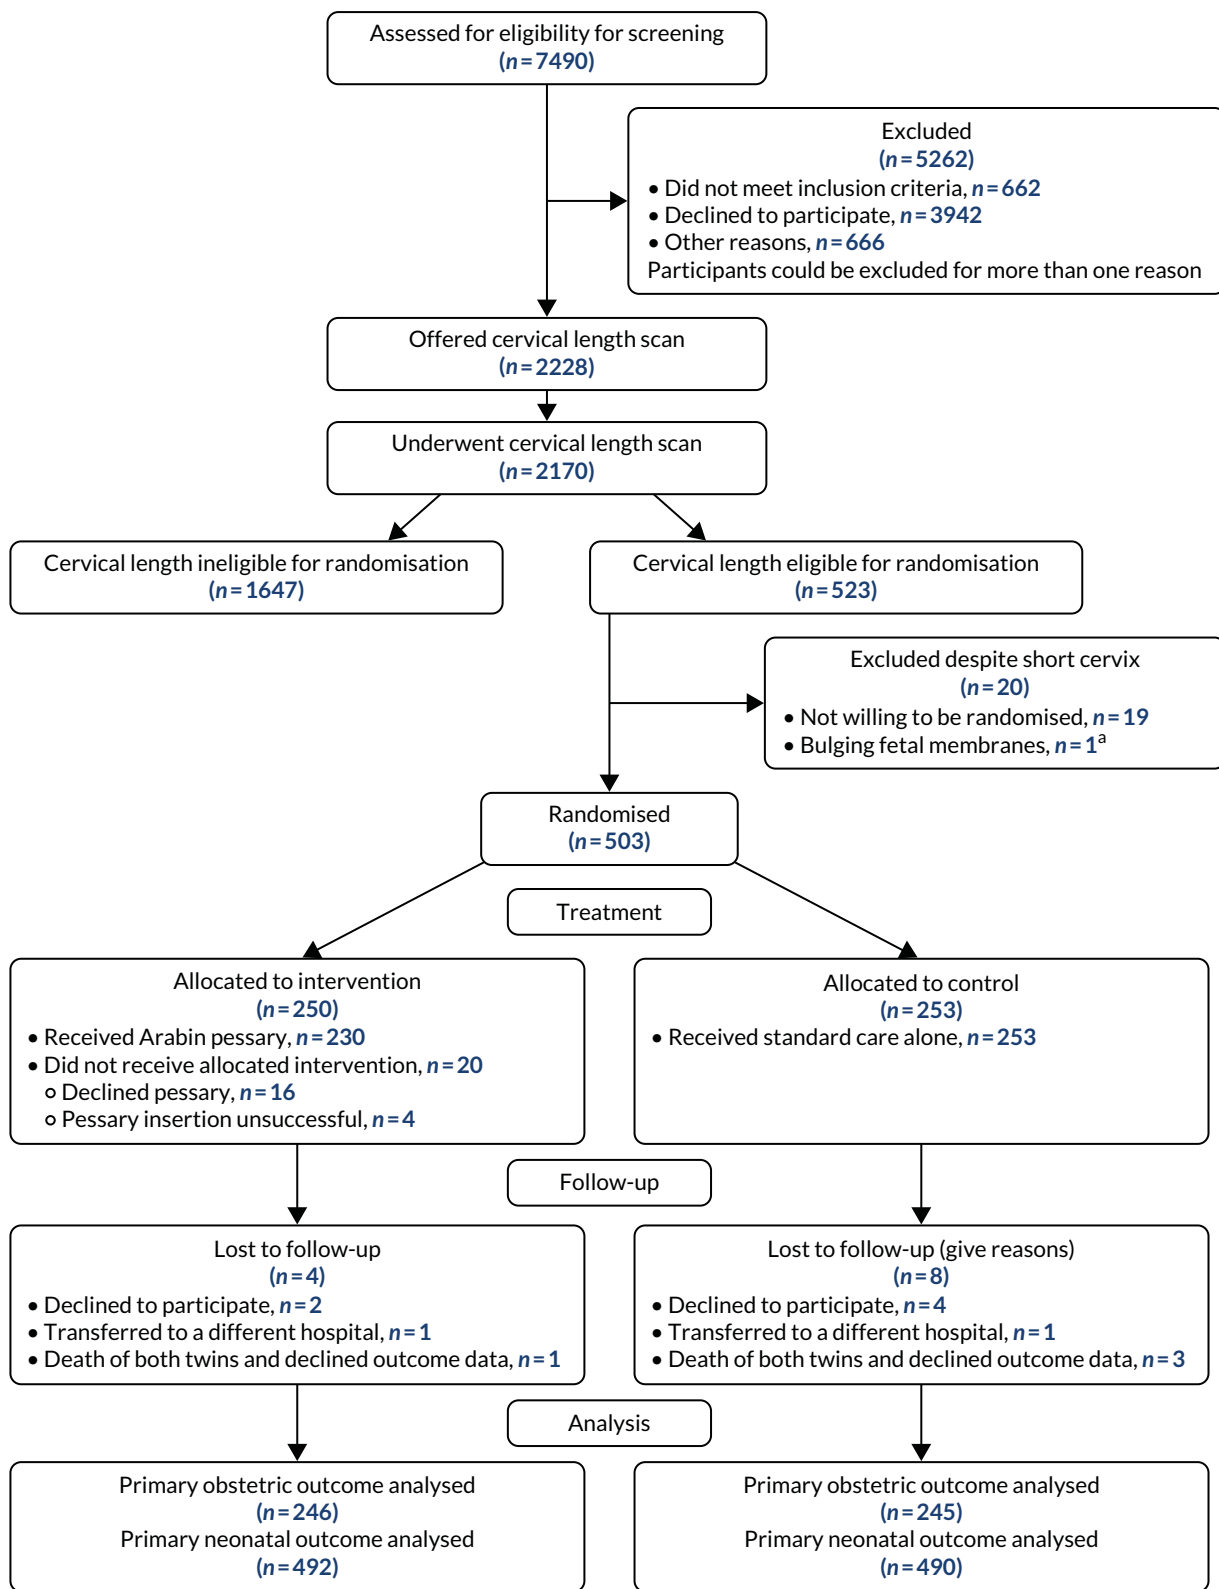 Assessed for eligibility for screening
(n=7490)
Excluded
(n=5262)
• Did not meet inclusion criteria, n=662
• Declined to participate, n=3942
• Other reasons, n=666
Participants could be excluded for more than one reason
Offered cervical length scan
(n=2228)
Underwent cervical length scan
(n=2170)
Cervical length ineligible for randomisation
(n=1647)
Cervical length eligible for randomisation
(n=523)
Excluded despite short cervix
(n=20)
• Not willing to be randomised, n=19
• Bulging fetal membranes, n=1a
Randomised
(n=503)
Treatment
Allocated to intervention
(n=250)
• Received Arabin pessary, n=230
• Did not receive allocated intervention, n=20
o Declined pessary, n=16
o Pessary insertion unsuccessful, n=4
Allocated to control
(n=253)
• Received standard care alone, n=253
Follow-up
Lost to follow-up
(n=4)
• Declined to participate, n=2
• Transferred to a different hospital, n=1
• Death of both twins and declined outcome data, n=1
Lost to follow-up (give reasons)
(n=8)
• Declined to participate, n=4
• Transferred to a different hospital, n=1
• Death of both twins and declined outcome data, n=3
Analysis
Primary obstetric outcome analysed
(n=246)
Primary neonatal outcome analysed
(n=492)
Primary obstetric outcome analysed
(n=245)
Primary neonatal outcome analysed
(n=490)